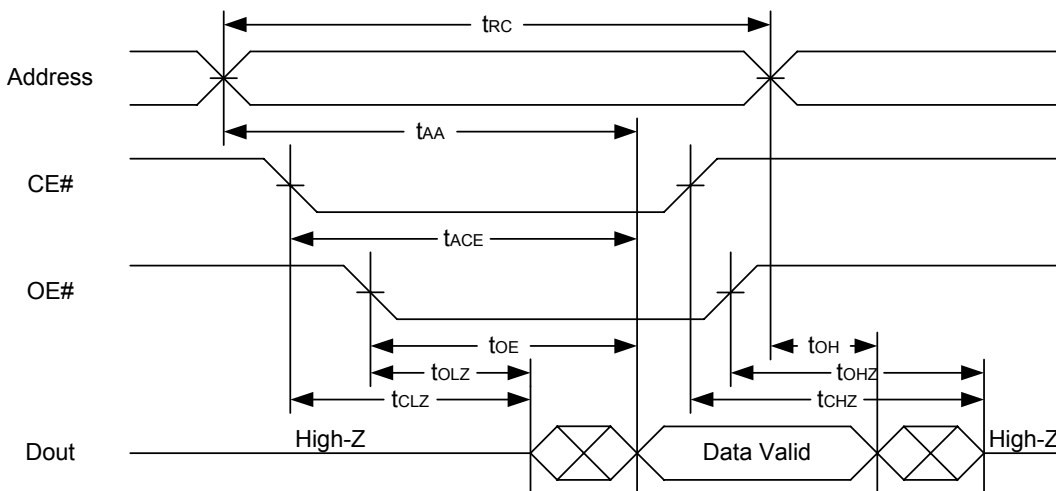 tRC
Address
tAA
CE#
tACE
OE#
tOE
tOH
tOLZ
tOHZ
tCLZ
tCHZ
High-Z
High-Z
Dout
Data Valid